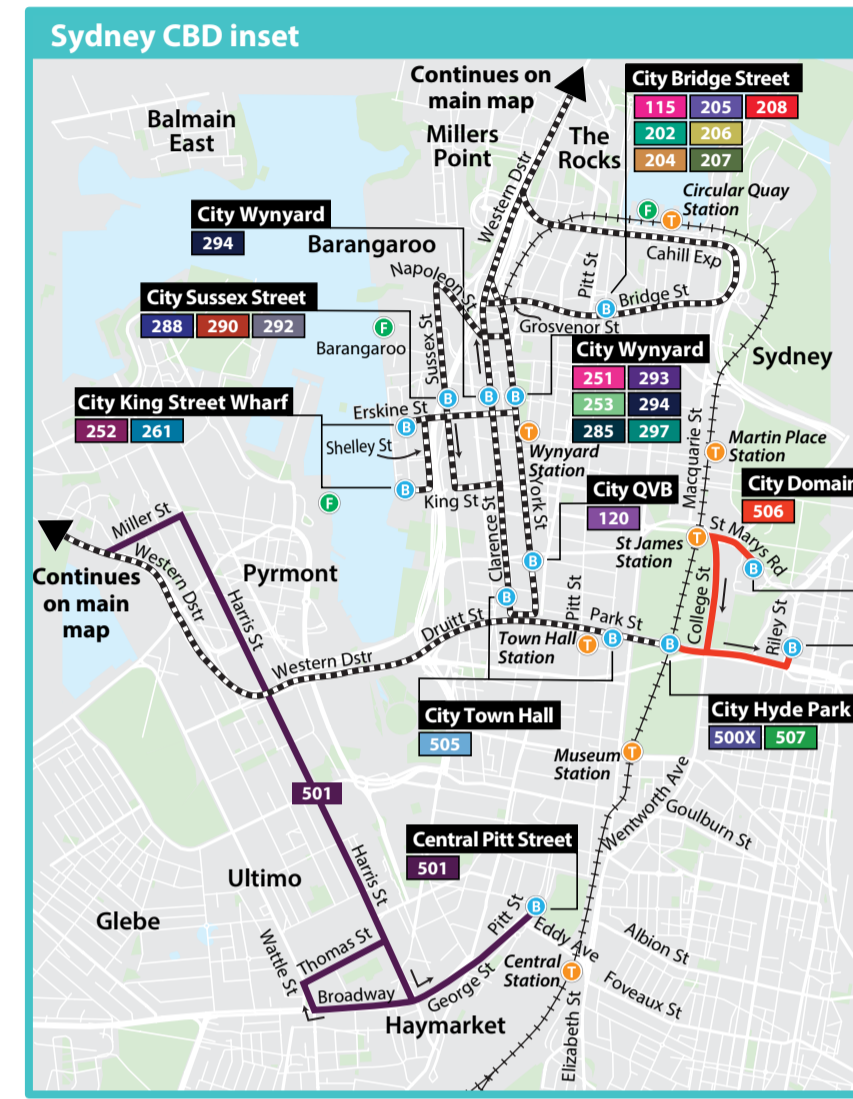 Sydney CBD inset
Continues on
main map
City Bridge Street
115 205 208
202 206
204 207
Balmain
East
Millers
Point
The
Rocks
Western Dstr
Circular Quay
Station
F
T
City Wynyard
294
Barangaroo
Cahill Exp
Napoleon St
Pitt St
Bridge St
B
Grosvenor St
City Sussex Street
288 290 292
F
Barangaroo
Sussex St
City Wynyard
251 293
253 294
285 297
Sydney
City King Street Wharf
252 261
B
B
B
Erskine St
B
Shelley St
T
Wynyard
Station
Macquarie St
T
Martin Place
Station
B
King St
F
York St
Clarence St
City QVB
120
City Domain
506
Miller St
St James
Station
T
St Marys Rd
B
Continues
on main
map
Western Dstr
Pyrmont
Harris St
B
B
Pitt St
College St
Riley St
Druitt St
Park St
Town Hall
Station
T
B
B
B
Western Dstr
City Town Hall
505
City Hyde Park
500X 507
Museum
Station
T
501
Wentworth Ave
Goulburn St
Central Pitt Street
501
Harris St
Ultimo
Glebe
Pitt St
B
Eddy Ave
Albion St
Wattle St
Thomas St
Central
Station
T
Broadway
George St
Foveaux St
Haymarket
Elizabeth St